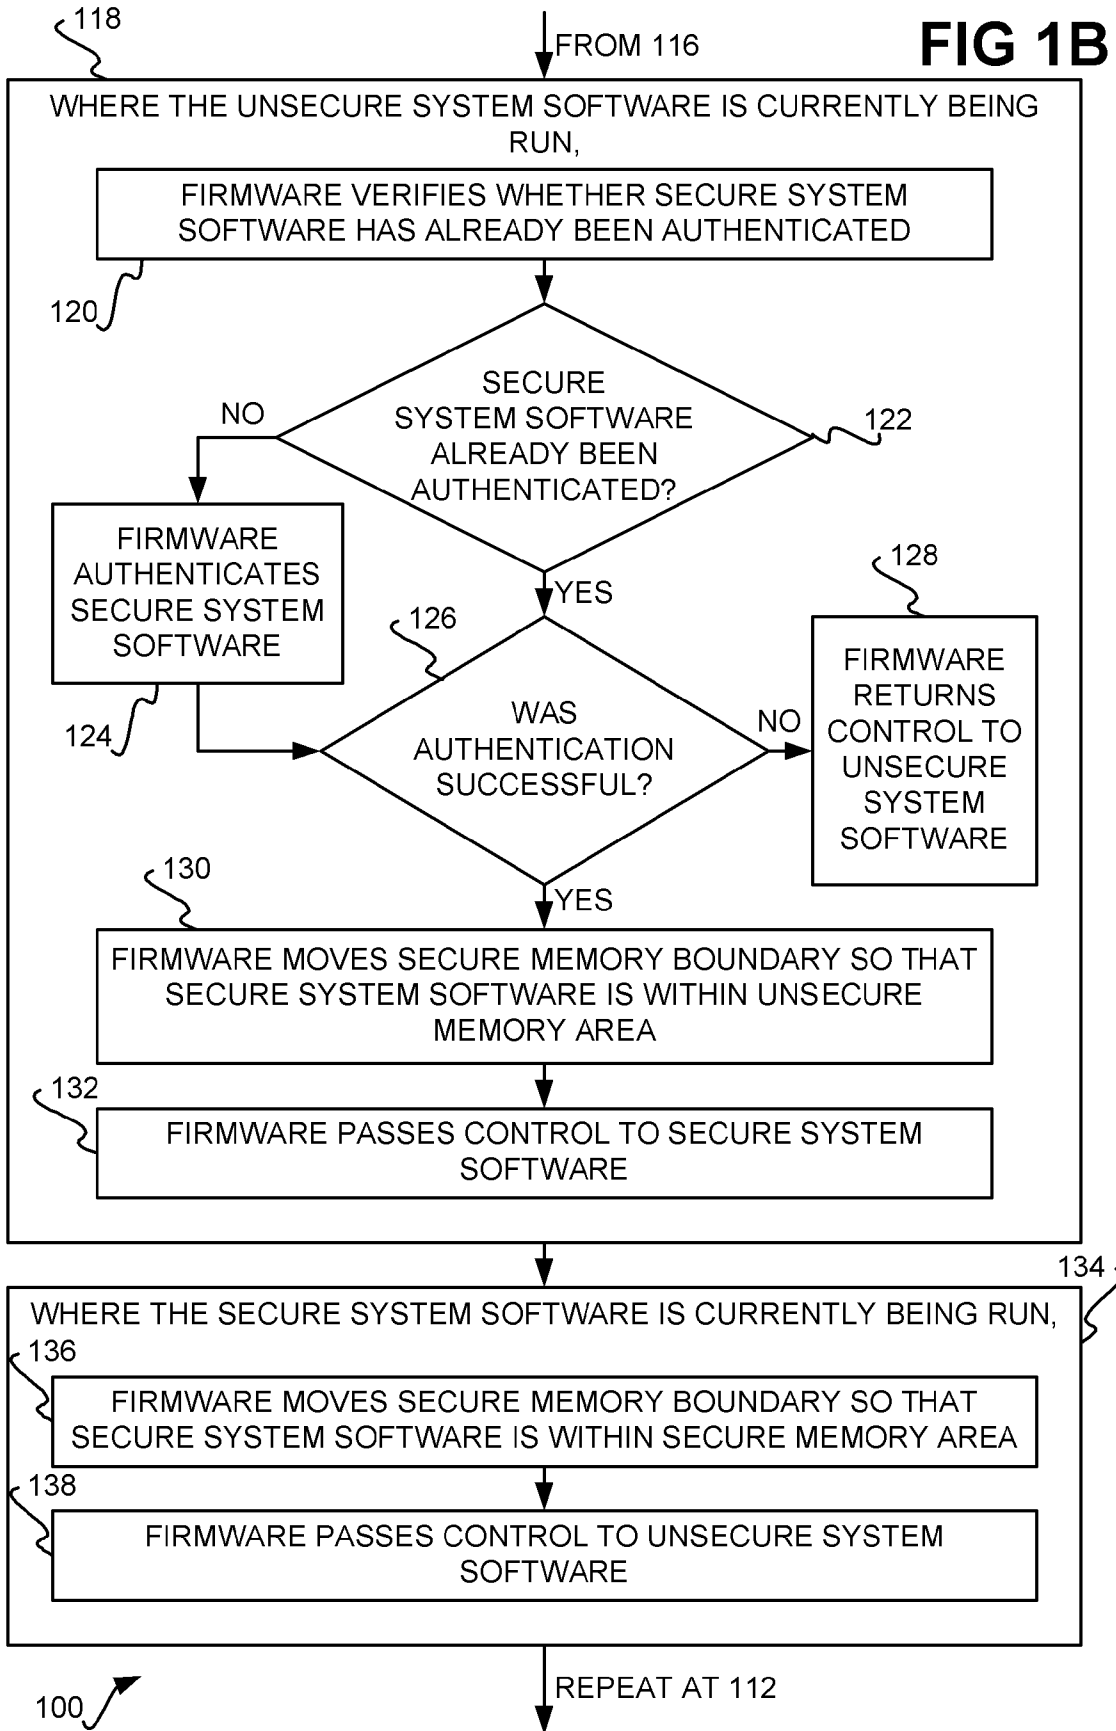 118
FROM 116
FIG 1B
WHERE THE UNSECURE SYSTEM SOFTWARE IS CURRENTLY BEING
RUN,
FIRMWARE VERIFIES WHETHER SECURE SYSTEM
SOFTWARE HAS ALREADY BEEN AUTHENTICATED
120
SECURE
SYSTEM SOFTWARE
ALREADY BEEN
AUTHENTICATED?
122
NO
FIRMWARE
AUTHENTICATES
SECURE SYSTEM
SOFTWARE
124
YES
126
WAS
AUTHENTICATION
SUCCESSFUL?
NO
128
FIRMWARE
RETURNS
CONTROL TO
UNSECURE
SYSTEM
SOFTWARE
YES
130
FIRMWARE MOVES SECURE MEMORY BOUNDARY SO THAT
SECURE SYSTEM SOFTWARE IS WITHIN UNSECURE
MEMORY AREA
132
FIRMWARE PASSES CONTROL TO SECURE SYSTEM
SOFTWARE
134
WHERE THE SECURE SYSTEM SOFTWARE IS CURRENTLY BEING RUN,
136
FIRMWARE MOVES SECURE MEMORY BOUNDARY SO THAT
SECURE SYSTEM SOFTWARE IS WITHIN SECURE MEMORY AREA
138
FIRMWARE PASSES CONTROL TO UNSECURE SYSTEM
SOFTWARE
100
REPEAT AT 112